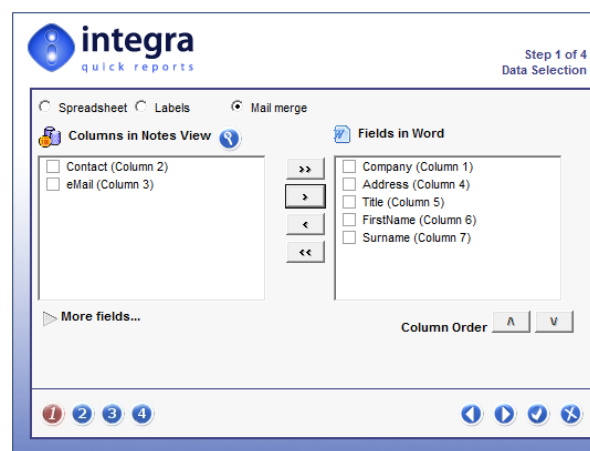 integra
quick reports
Step 1 of 4
Data Selection
Spreadsheet Labels Mail merge
Columns in Notes View
Fields in Word
Contact (Column 2)
eMail (Column 3)
>>
>
<
<<
Company (Column 1)
Address (Column 4)
Title (Column 5)
FirstName (Column 6)
Surname (Column 7)
More fields...
Column Order
1 2 3 4